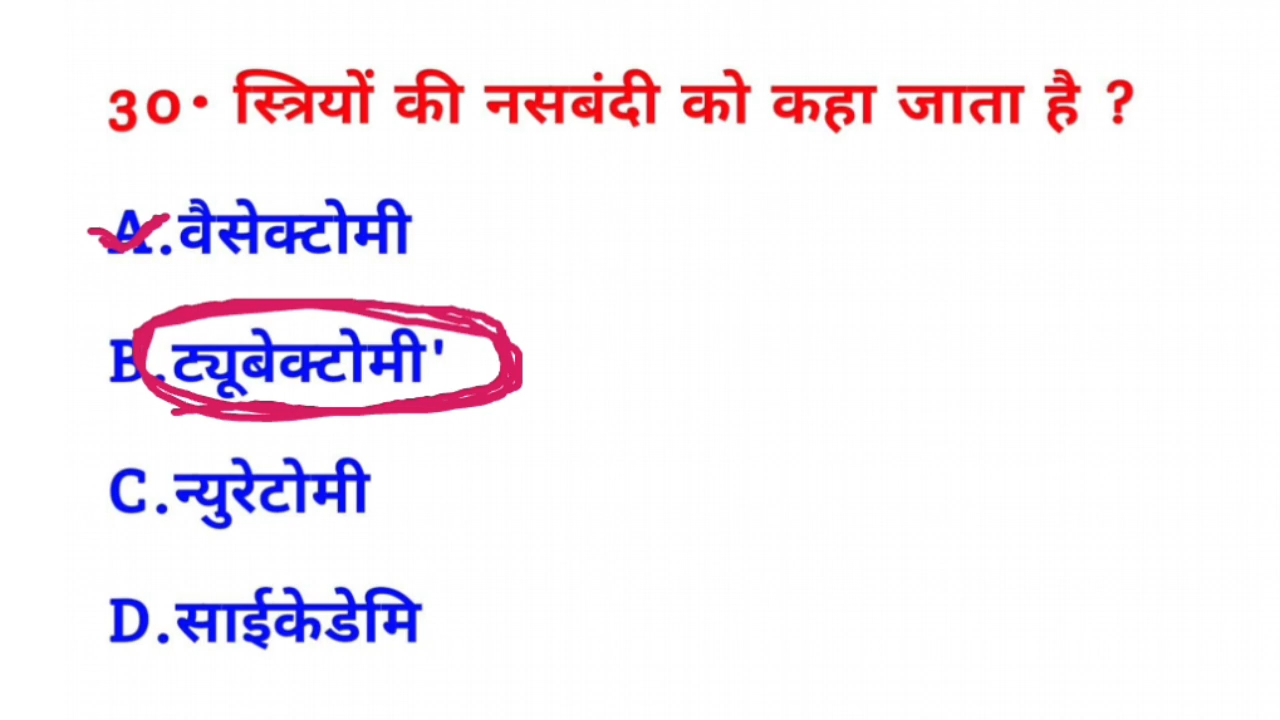 30· स्त्रियों की नसबंदी को कहा जाता है ?
A.वैसेक्टोमी
B.ट्यूबेक्टोमी'
C.न्युरेटोमी
D.साईकेडेमि